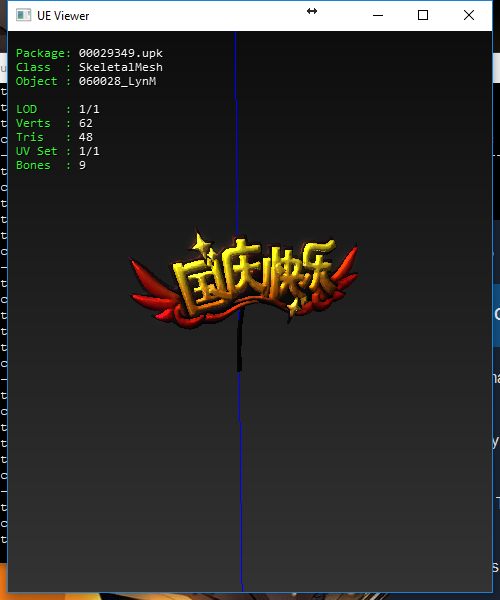 UE Viewer
Package: 00029349.upk
Class : SkeletalMesh
Object : 060028_LynM
LOD : 1/1
Verts : 62
Tris : 48
UV Set : 1/1
Bones : 9
国庆快乐